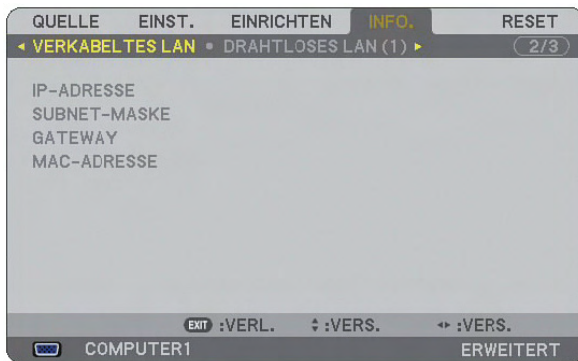 QUELLE EINST. EINRICHTEN INFO. RESET
VERKABELTES LAN • DRAHTLOSES LAN (1) 2/3
IP-ADRESSE
SUBNET-MASKE
GATEWAY
MAC-ADRESSE
EXIT :VERL. :VERS. :VERS.
COMPUTER1 ERWEITERT